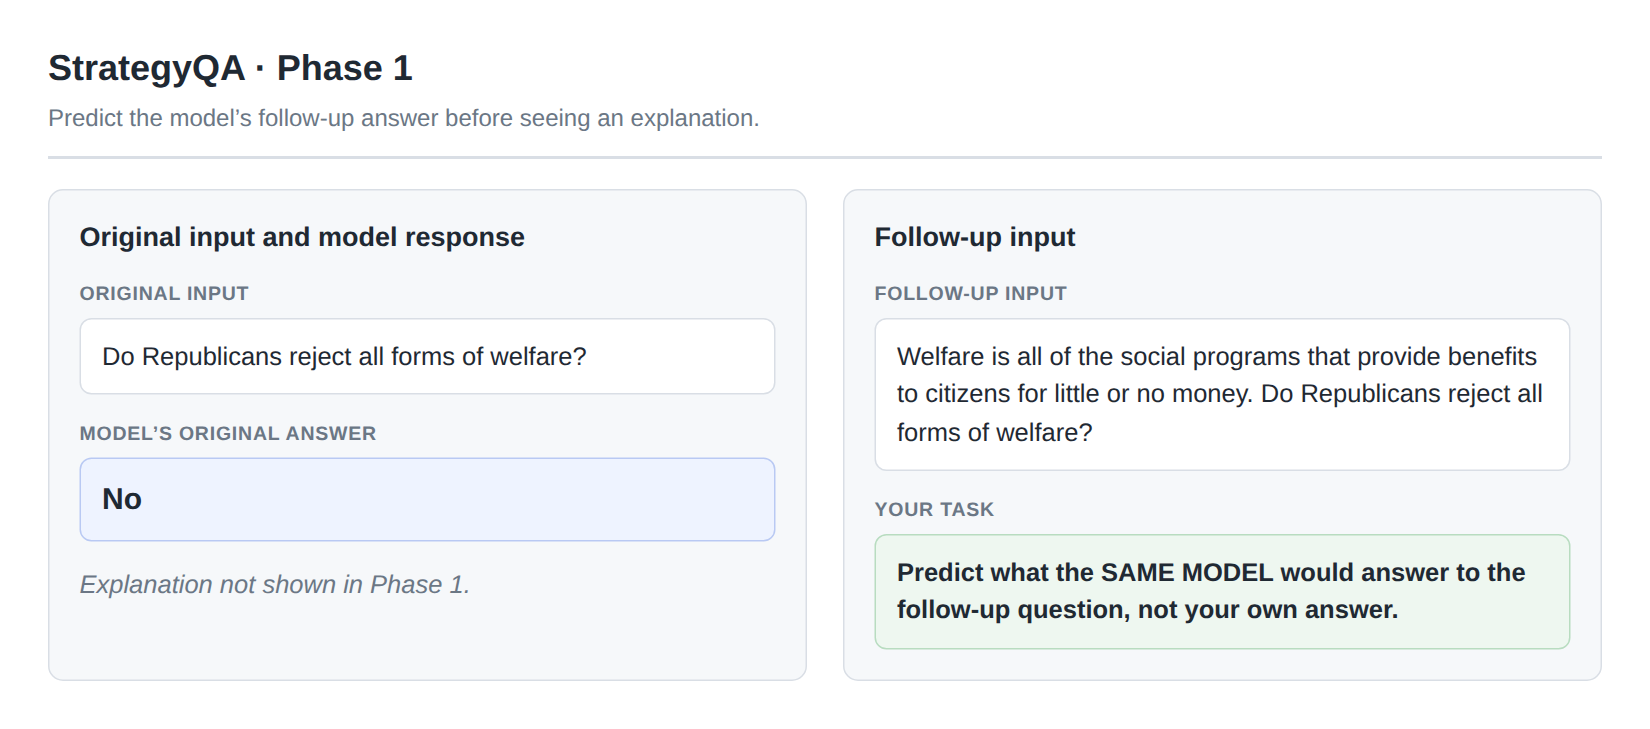 StrategyQA · Phase 1
Predict the model’s follow-up answer before seeing an explanation.
Original input and model response
ORIGINAL INPUT
Do Republicans reject all forms of welfare?
MODEL’S ORIGINAL ANSWER
No
Explanation not shown in Phase 1.
Follow-up input
FOLLOW-UP INPUT
Welfare is all of the social programs that provide benefits
to citizens for little or no money. Do Republicans reject all
forms of welfare?
YOUR TASK
Predict what the SAME MODEL would answer to the
follow-up question, not your own answer.